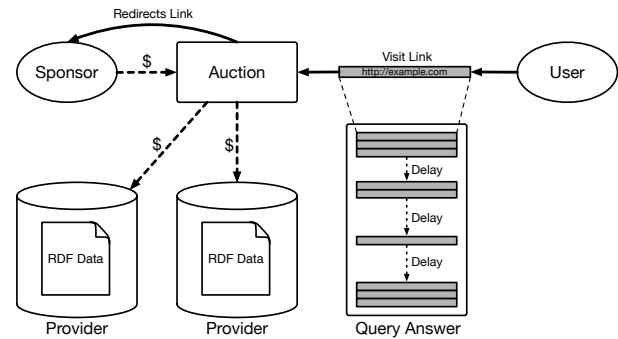 Redirects Link
Sponsor
$
Auction
Visit Link
http://example.com
User
$
$
Delay
Delay
Delay
RDF Data
RDF Data
Provider
Provider
Query Answer